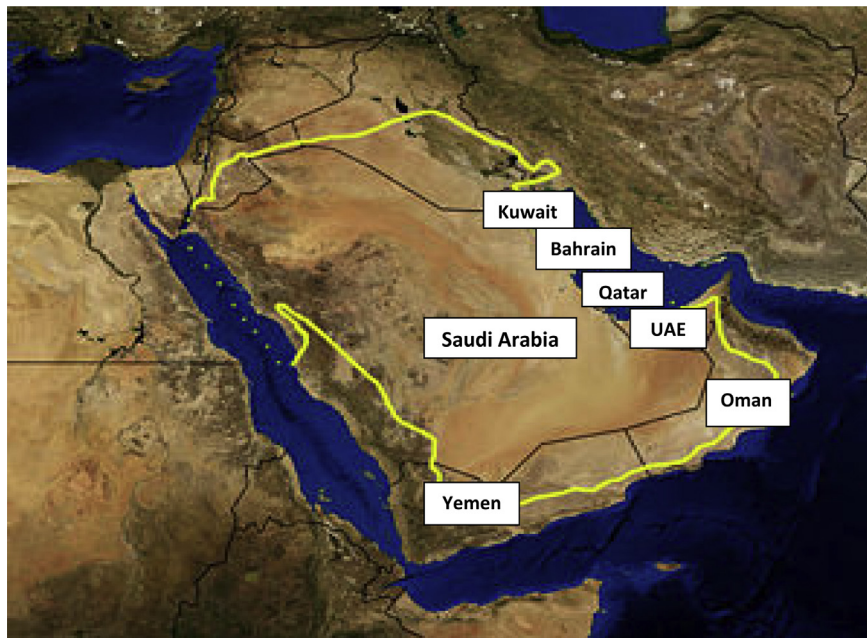 Kuwait
Bahrain
Qatar
UAE
Saudi Arabia
Oman
Yemen